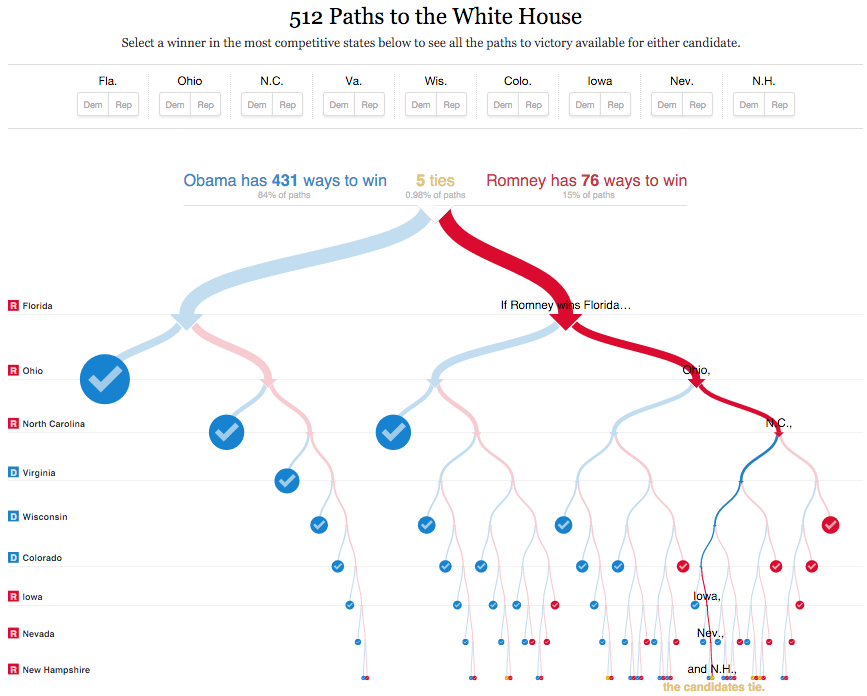 512 Paths to the White House
Select a winner in the most competitive states below to see all the paths to victory available for either candidate.
Fla. Ohio N.C. Va. Wis. Colo. Iowa Nev. N.H.
Dem Rep Dem Rep Dem Rep Dem Rep Dem Rep Dem Rep Dem Rep Dem Rep Dem Rep
Obama has 431 ways to win 5 ties Romney has 76 ways to win
84% of paths 0.98% of paths 15% of paths
R Florida If Romney wins Florida…
R Ohio Ohio,
R North Carolina N.C.,
D Virginia
D Wisconsin
D Colorado
R Iowa Iowa,
R Nevada Nev.,
R New Hampshire and N.H.,
the candidates tie.